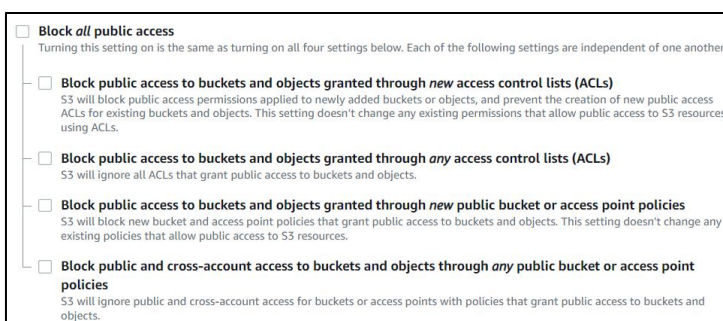 Block all public access
Turning this setting on is the same as turning on all four settings below. Each of the following settings are independent of one another
Block public access to buckets and objects granted through new access control lists (ACLs)
S3 will block public access permissions applied to newly added buckets or objects, and prevent the creation of new public access
ACLs for existing buckets and objects. This setting doesn't change any existing permissions that allow public access to S3 resources
using ACLs.
Block public access to buckets and objects granted through any access control lists (ACLs)
S3 will ignore all ACLs that grant public access to buckets and objects.
Block public access to buckets and objects granted through new public bucket or access point policies
S3 will block new bucket and access point policies that grant public access to buckets and objects. This setting doesn't change any
existing policies that allow public access to S3 resources.
Block public and cross-account access to buckets and objects through any public bucket or access point
policies
S3 will ignore public and cross-account access for buckets or access points with policies that grant public access to buckets and
objects.